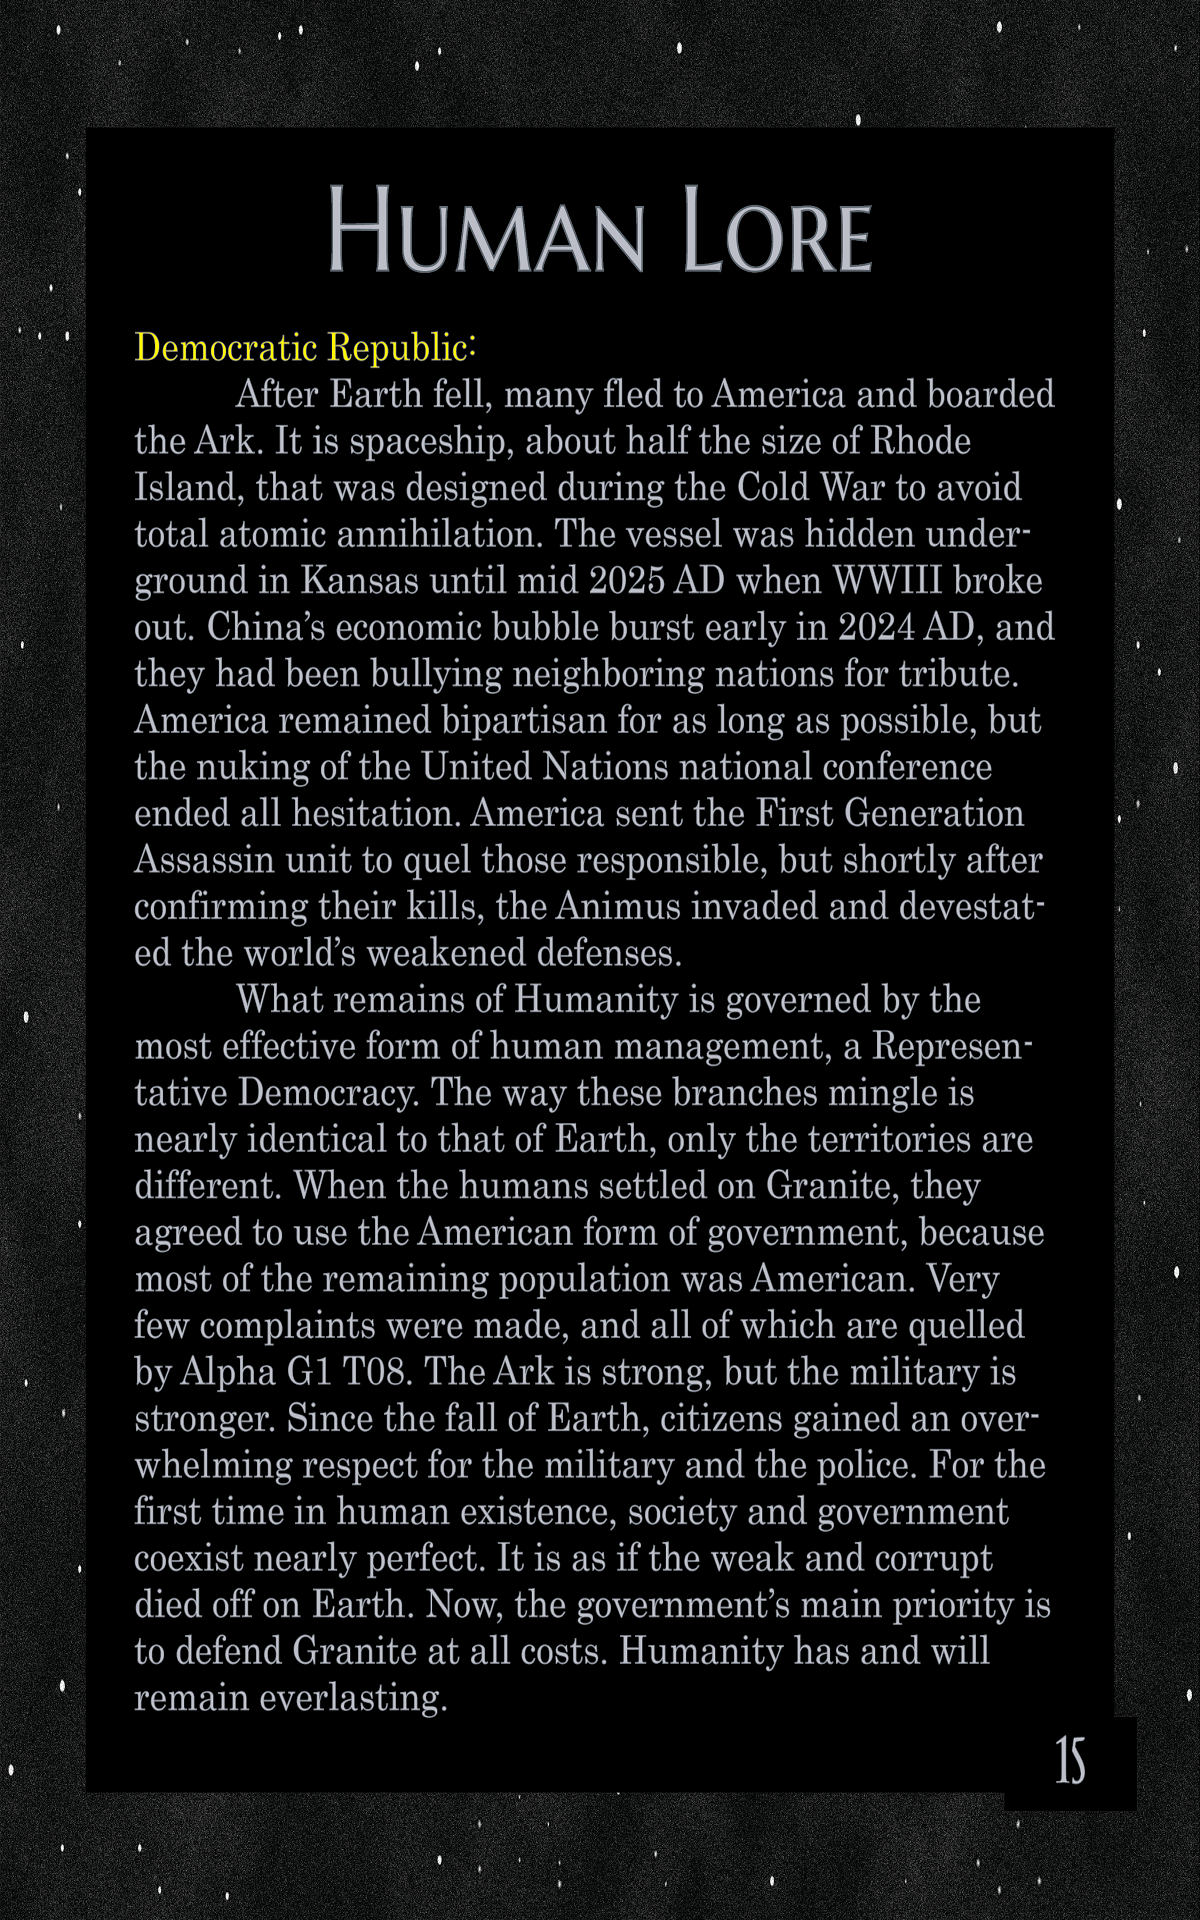 Human Lore
Democratic Republic:
After Earth fell, many fled to America and boarded
the Ark. It is spaceship, about half the size of Rhode
Island, that was designed during the Cold War to avoid
total atomic annihilation. The vessel was hidden under-
ground in Kansas until mid 2025 AD when WWIII broke
out. China’s economic bubble burst early in 2024 AD, and
they had been bullying neighboring nations for tribute.
America remained bipartisan for as long as possible, but
the nuking of the United Nations national conference
ended all hesitation. America sent the First Generation
Assassin unit to quel those responsible, but shortly after
confirming their kills, the Animus invaded and devestat-
ed the world’s weakened defenses.
What remains of Humanity is governed by the
most effective form of human management, a Represen-
tative Democracy. The way these branches mingle is
nearly identical to that of Earth, only the territories are
different. When the humans settled on Granite, they
agreed to use the American form of government, because
most of the remaining population was American. Very
few complaints were made, and all of which are quelled
by Alpha G1 T08. The Ark is strong, but the military is
stronger. Since the fall of Earth, citizens gained an over-
whelming respect for the military and the police. For the
first time in human existence, society and government
coexist nearly perfect. It is as if the weak and corrupt
died off on Earth. Now, the government’s main priority is
to defend Granite at all costs. Humanity has and will
remain everlasting.
15